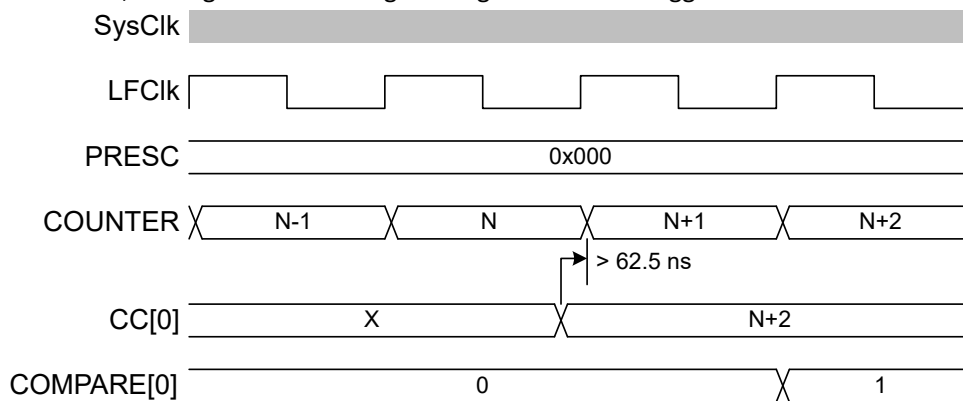 SysClk
LFClk
PRESC 0x000
COUNTER N-1 N N+1 N+2
> 62.5 ns
CC[0] X N+2
COMPARE[0] 0 1